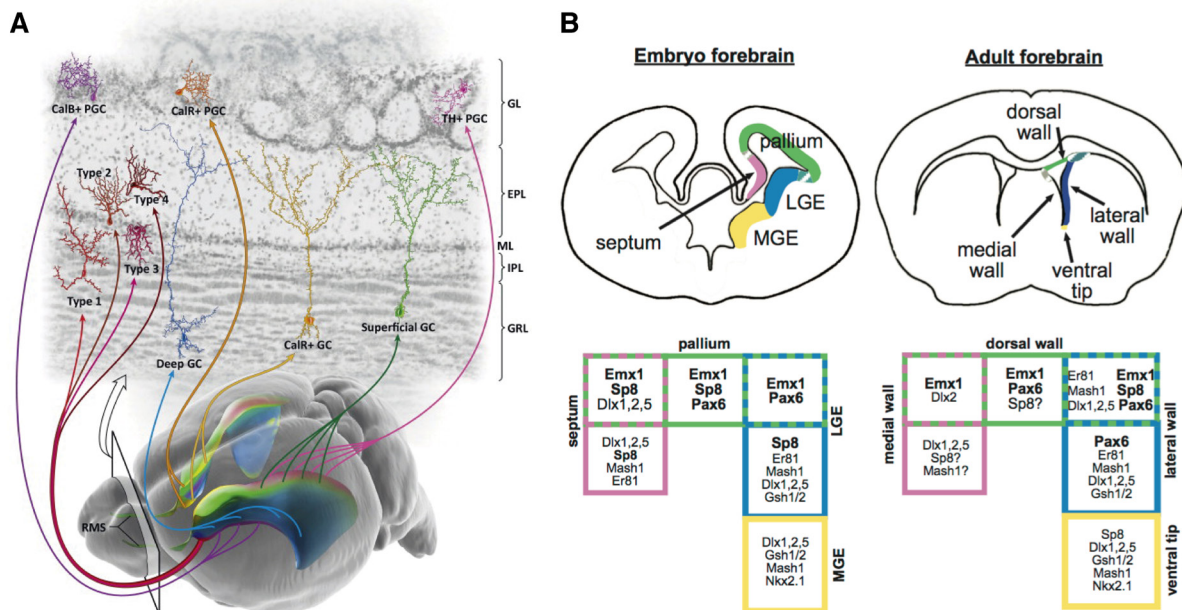 A
CalB+ PGC
CalR+ PGC
TH+ PGC
GL
Type 2
Type 4
EPL
Type 3
ML
IPL
Type 1
Superficial GC
GRL
CalR+ GC
Deep GC
RMS
B
Embryo forebrain
pallium
LGE
septum
MGE
Adult forebrain
dorsal
wall
lateral
wall
medial
wall
ventral
tip
pallium
septum
Emx1
Sp8
Dlx1,2,5
Emx1
Sp8
Pax6
Emx1
Pax6
LGE
Dlx1,2,5
Sp8
Mash1
Er81
Sp8
Er81
Mash1
Dlx1,2,5
Gsh1/2
Dlx1,2,5
Gsh1/2
Mash1
Nkx2.1
MGE
dorsal wall
medial wall
Emx1
Dlx2
Emx1
Pax6
Sp8?
Er81 Emx1
Mash1 Sp8
Dlx1,2,5 Pax6
lateral wall
Dlx1,2,5
Sp8?
Mash1?
Pax6
Er81
Mash1
Dlx1,2,5
Gsh1/2
Sp8
Dlx1,2,5
Gsh1/2
Mash1
Nkx2.1
ventral tip